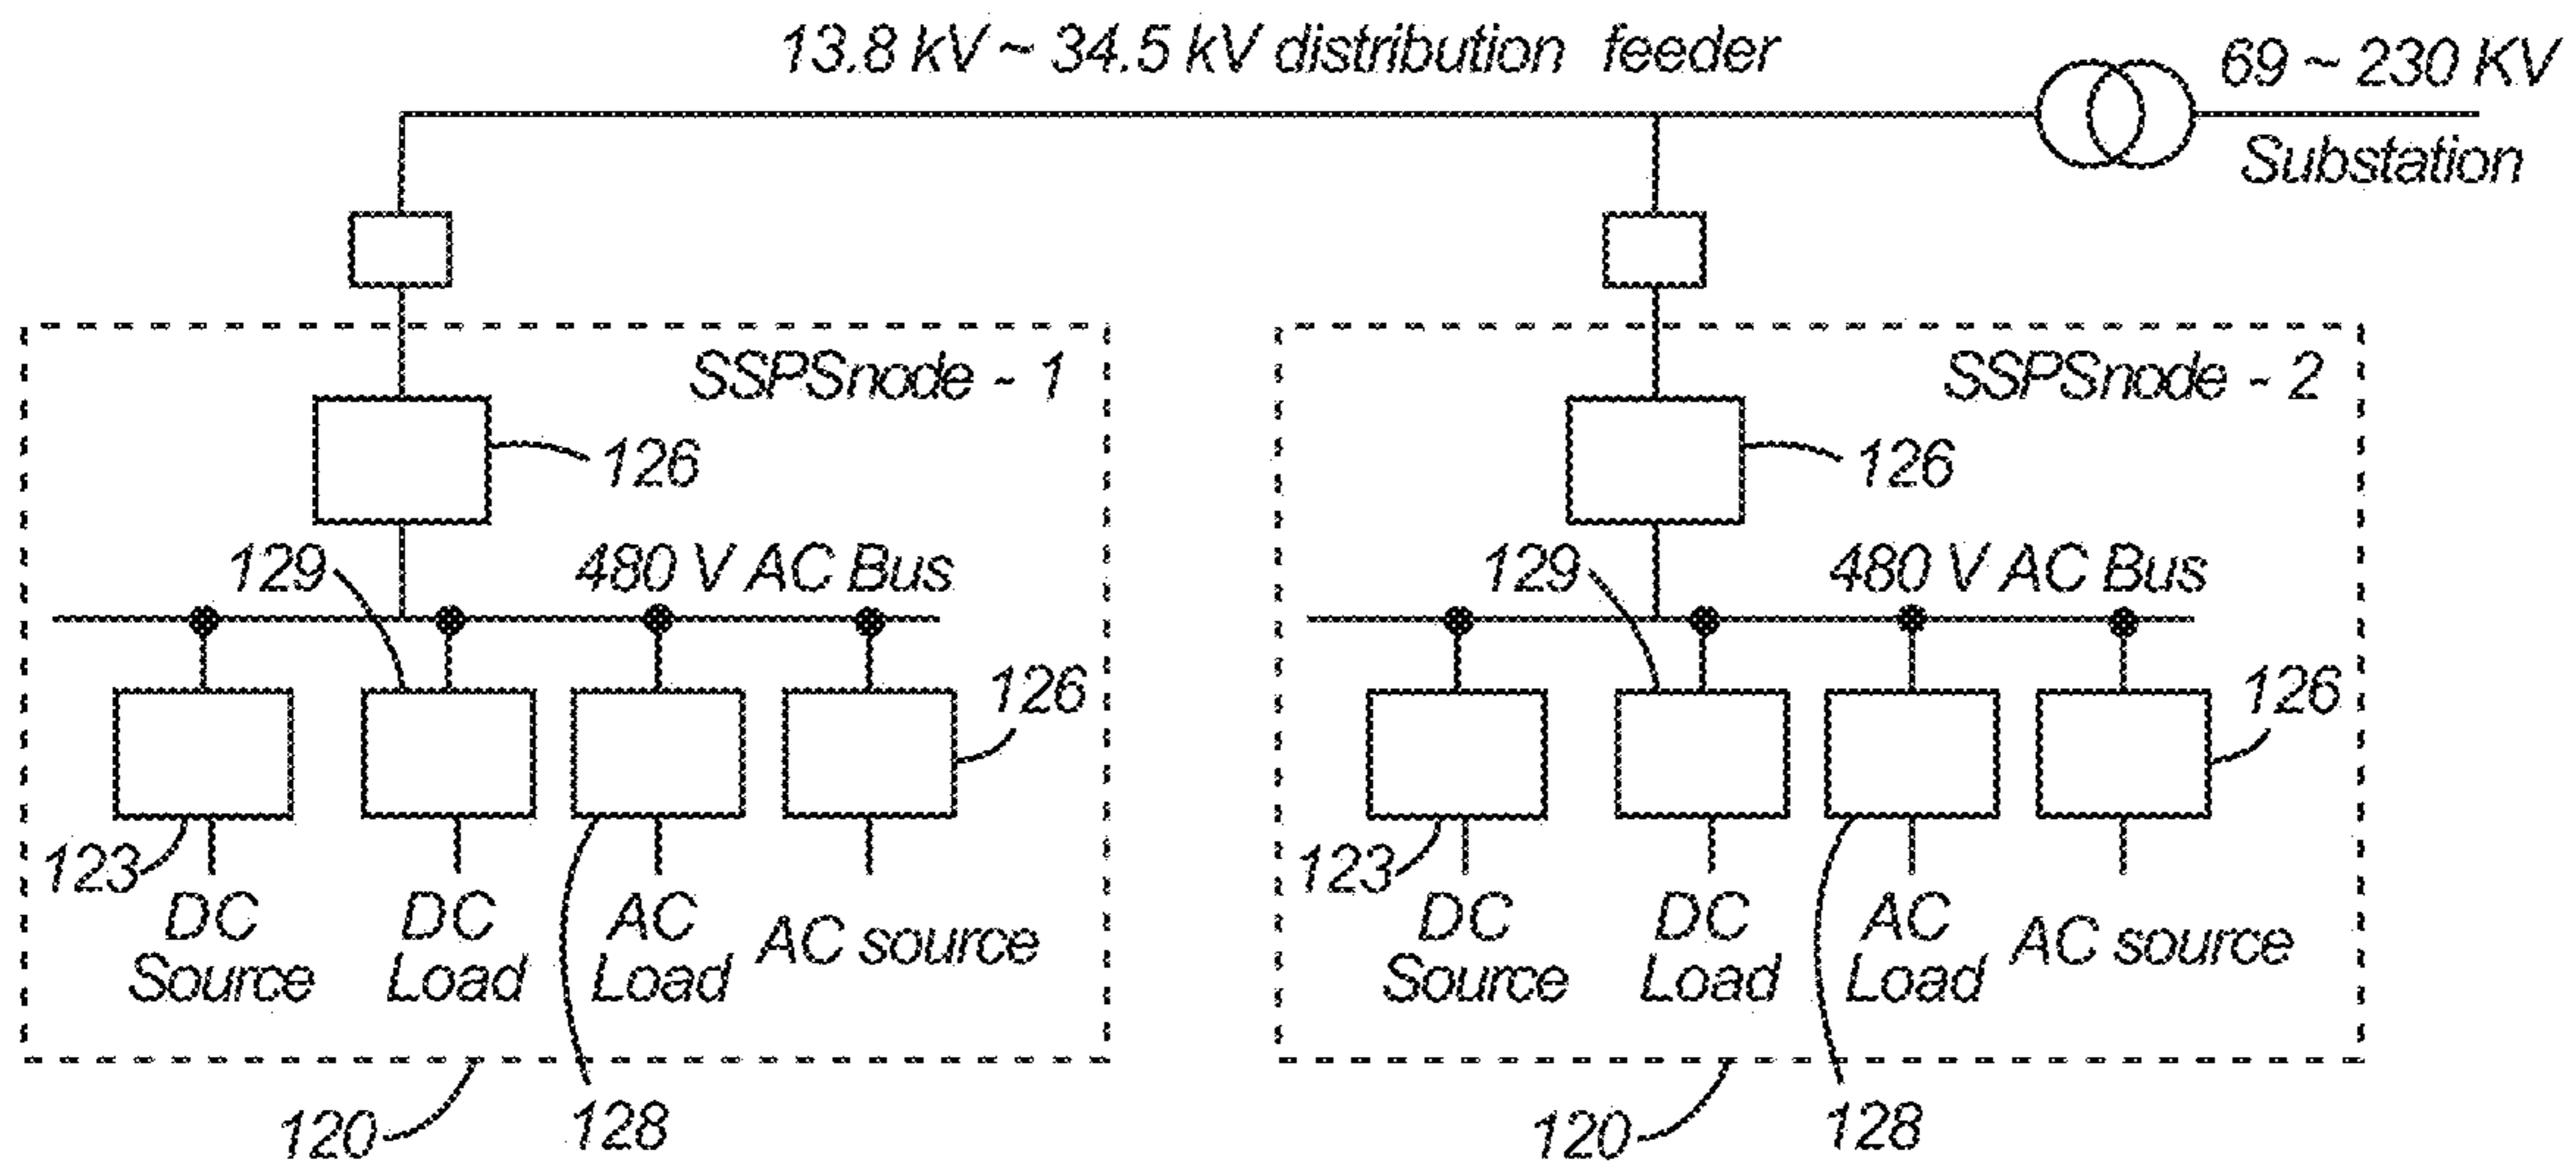 13.8 kV ~ 34.5 kV distribution feeder
69 ~ 230 KV
Substation
SSPSnode - 1
126
129
480 V AC Bus
126
123
DC
Source
DC
Load
AC
Load
AC source
120
128
SSPSnode - 2
126
129
480 V AC Bus
126
123
DC
Source
DC
Load
AC
Load
AC source
120
128